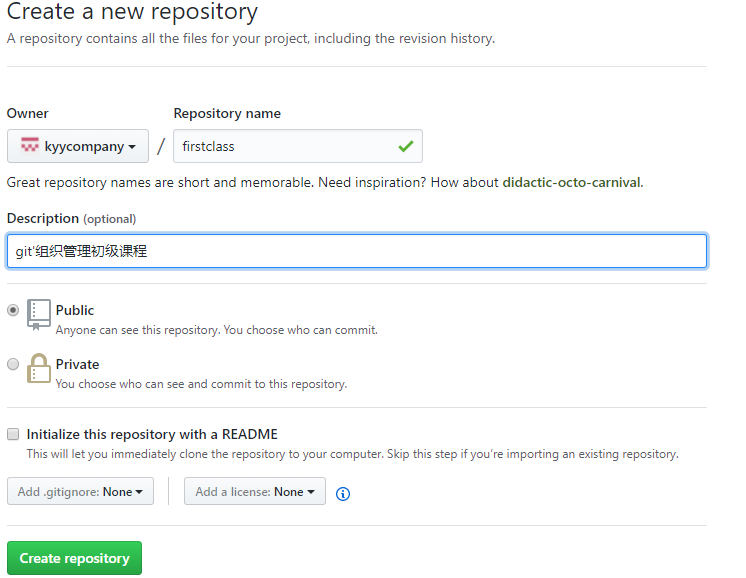 Create a new repository
A repository contains all the files for your project, including the revision history.
Owner Repository name
kyycompany / firstclass
Great repository names are short and memorable. Need inspiration? How about didactic-octo-carnival.
Description (optional)
git'组织管理初级课程
Public
Anyone can see this repository. You choose who can commit.
Private
You choose who can see and commit to this repository.
Initialize this repository with a README
This will let you immediately clone the repository to your computer. Skip this step if you're importing an existing repository.
Add .gitignore: None Add a license: None
Create repository